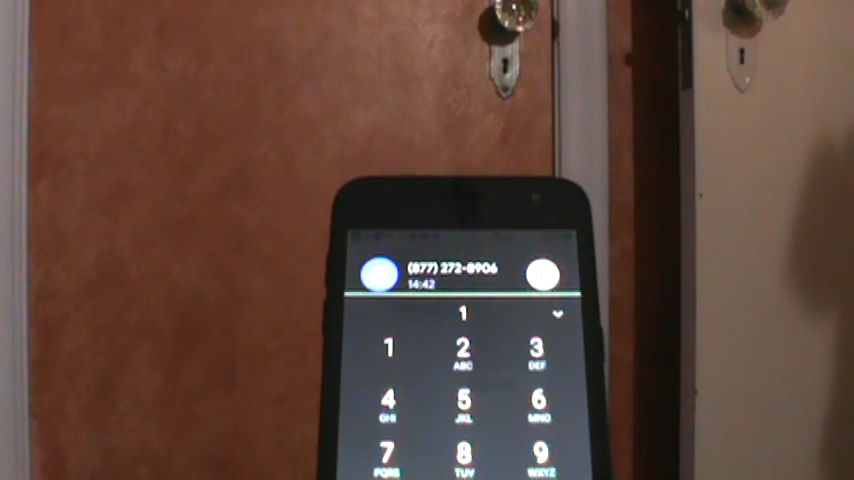 (877) 272-8906
14:42
1
1 2 3
ABC DEF
4 5 6
GHI JKL MNO
7 8 9
PQRS TUV WXYZ